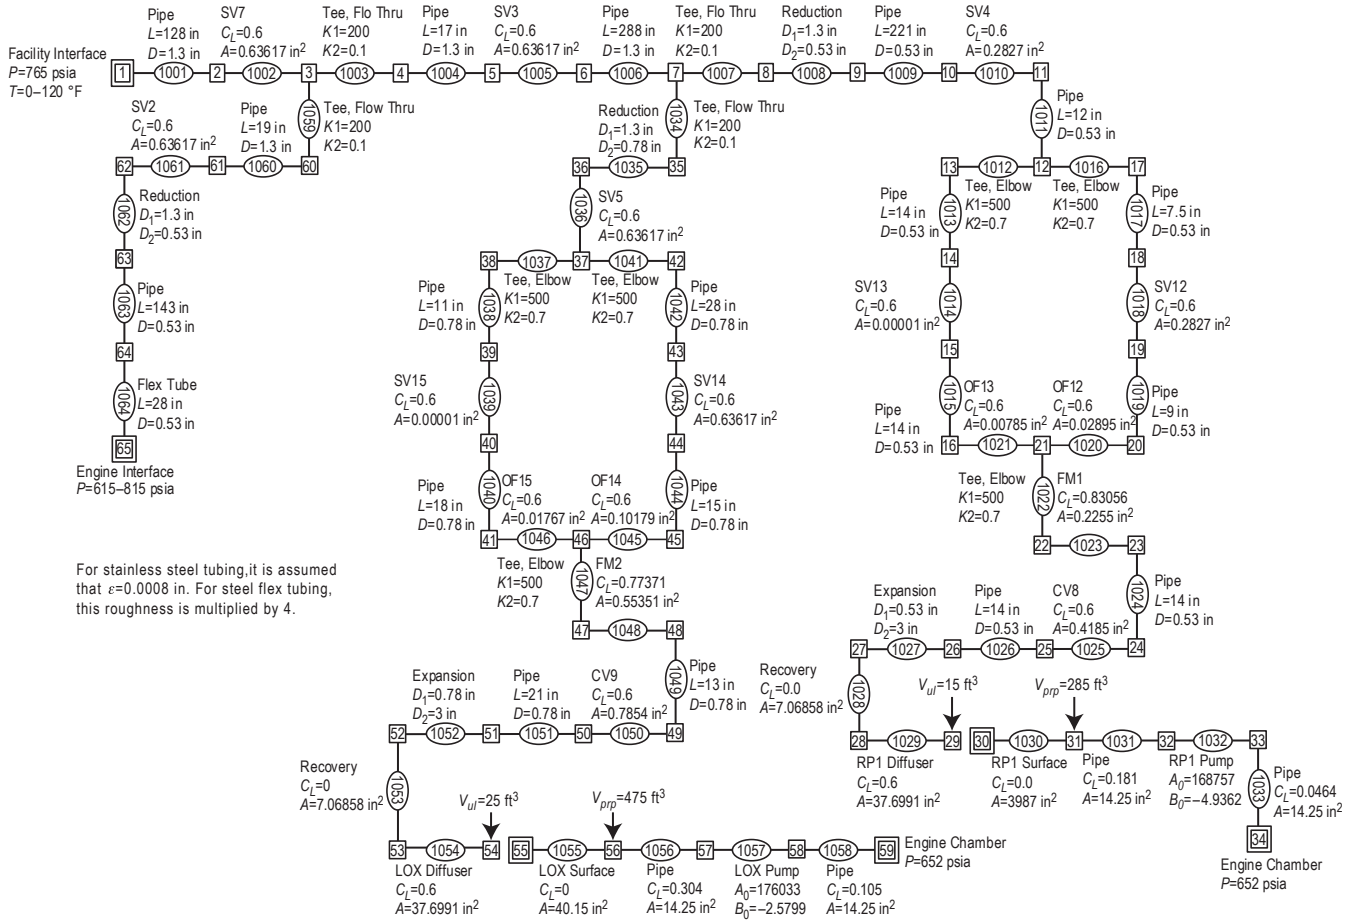 Pipe
L=128 in
D=1.3 in
SV7
C_L=0.6
A=0.63617 in²
Tee, Flo Thru
K1=200
K2=0.1
Pipe
L=17 in
D=1.3 in
SV3
C_L=0.6
A=0.63617 in²
Pipe
L=288 in
D=1.3 in
Tee, Flo Thru
K1=200
K2=0.1
Reduction
D₁=1.3 in
D₂=0.53 in
Pipe
L=221 in
D=0.53 in
SV4
C_L=0.6
A=0.2827 in²
Facility Interface
P=765 psia
T=0–120 °F
1 1001 2 1002 3 1003 4 1004 5 1005 6 1006 7 1007 8 1008 9 1009 10 1010 11
SV2
C_L=0.6
A=0.63617 in²
Pipe
L=19 in
D=1.3 in
1059
Tee, Flow Thru
K1=200
K2=0.1
62 1061 61 1060 60
1062
Reduction
D₁=1.3 in
D₂=0.53 in
63
1063
Pipe
L=143 in
D=0.53 in
64
1064
Flex Tube
L=28 in
D=0.53 in
65
Engine Interface
P=615–815 psia
For stainless steel tubing,it is assumed
that ε=0.0008 in. For steel flex tubing,
this roughness is multiplied by 4.
Reduction
D₁=1.3 in
D₂=0.78 in
1034
Tee, Flow Thru
K1=200
K2=0.1
36 1035 35
1036
SV5
C_L=0.6
A=0.63617 in²
38 1037 37 1041 42
Tee, Elbow
K1=500
K2=0.7
Tee, Elbow
K1=500
K2=0.7
Pipe
L=11 in
D=0.78 in
1038
1042
Pipe
L=28 in
D=0.78 in
39
43
SV15
C_L=0.6
A=0.00001 in²
1039
1043
SV14
C_L=0.6
A=0.63617 in²
40
44
Pipe
L=18 in
D=0.78 in
1040
OF15
C_L=0.6
A=0.01767 in²
OF14
C_L=0.6
A=0.10179 in²
1044
Pipe
L=15 in
D=0.78 in
41 1046 46 1045 45
Tee, Elbow
K1=500
K2=0.7
1047
FM2
C_L=0.77371
A=0.55351 in²
47 1048 48
1049
Pipe
L=13 in
D=0.78 in
Expansion
D₁=0.78 in
D₂=3 in
Pipe
L=21 in
D=0.78 in
CV9
C_L=0.6
A=0.7854 in²
52 1052 51 1051 50 1050 49
Recovery
C_L=0
A=7.06858 in²
1053
V_ul=25 ft³
V_prp=475 ft³
53 1054 54 55 1055 56 1056 57 1057 58 1058 59
Engine Chamber
P=652 psia
LOX Diffuser
C_L=0.6
A=37.6991 in²
LOX Surface
C_L=0
A=40.15 in²
Pipe
C_L=0.304
A=14.25 in²
LOX Pump
A₀=176033
B₀=–2.5799
Pipe
C_L=0.105
A=14.25 in²
1011
Pipe
L=12 in
D=0.53 in
13 1012 12 1016 17
Tee, Elbow
K1=500
K2=0.7
Tee, Elbow
K1=500
K2=0.7
Pipe
L=14 in
D=0.53 in
1013
1017
Pipe
L=7.5 in
D=0.53 in
14
18
SV13
C_L=0.6
A=0.00001 in²
1014
1018
SV12
C_L=0.6
A=0.2827 in²
15
19
Pipe
L=14 in
D=0.53 in
1015
OF13
C_L=0.6
A=0.00785 in²
OF12
C_L=0.6
A=0.02895 in²
1019
Pipe
L=9 in
D=0.53 in
16 1021 21 1020 20
Tee, Elbow
K1=500
K2=0.7
1022
FM1
C_L=0.83056
A=0.2255 in²
22 1023 23
1024
Pipe
L=14 in
D=0.53 in
Expansion
D₁=0.53 in
D₂=3 in
Pipe
L=14 in
D=0.53 in
CV8
C_L=0.6
A=0.4185 in²
27 1027 26 1026 25 1025 24
Recovery
C_L=0.0
A=7.06858 in²
1028
V_ul=15 ft³
V_prp=285 ft³
28 1029 29 30 1030 31 1031 32 1032 33
RP1 Diffuser
C_L=0.6
A=37.6991 in²
RP1 Surface
C_L=0.0
A=3987 in²
Pipe
C_L=0.181
A=14.25 in²
RP1 Pump
A₀=168757
B₀=–4.9362
1033
Pipe
C_L=0.0464
A=14.25 in²
34
Engine Chamber
P=652 psia